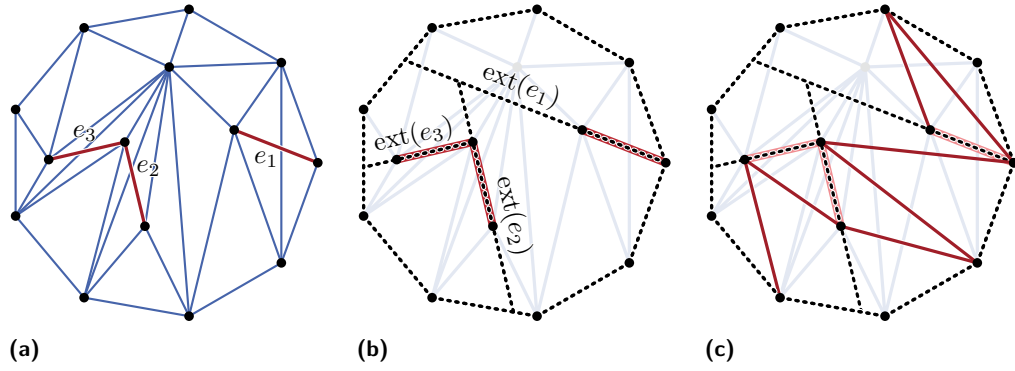 e₃
e₂
e₁
(a)
ext(e₁)
ext(e₃)
ext(e₂)
(b)
(c)